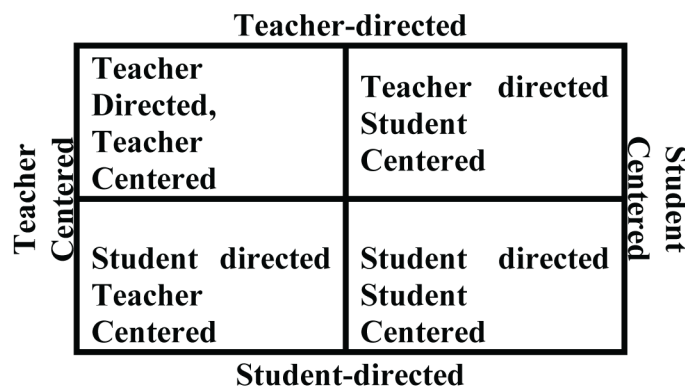 Teacher-directed
Teacher
Directed,
Teacher
Centered
Teacher directed
Student
Centered
Teacher
Centered
Student
Centered
Student directed
Teacher
Centered
Student directed
Student
Centered
Student-directed